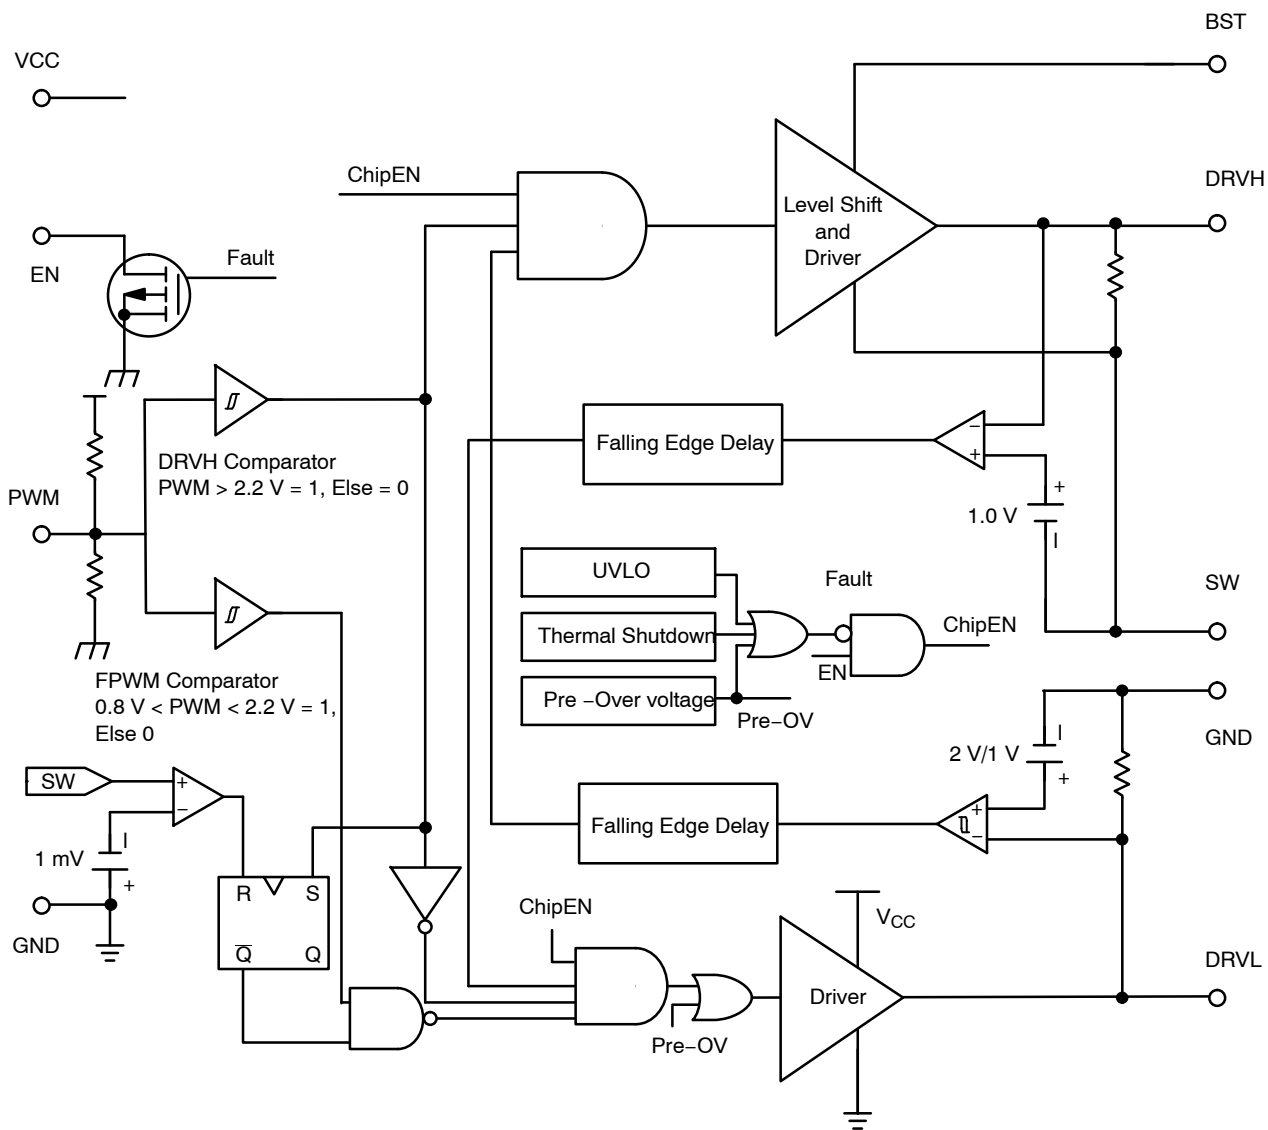 BST
VCC
ChipEN
DRVH
Level Shift
and
Driver
EN
Fault
DRVH Comparator
PWM > 2.2 V = 1, Else = 0
Falling Edge Delay
−
+
+
1.0 V
PWM
UVLO
Fault
SW
Thermal Shutdown
ChipEN
EN
Pre −Over voltage
Pre−OV
FPWM Comparator
0.8 V < PWM < 2.2 V = 1,
Else 0
GND
2 V/1 V
+
SW
+
−
Falling Edge Delay
+
−
1 mV
+
R
S
ChipEN
VCC
GND
Q
Q
DRVL
Driver
Pre−OV